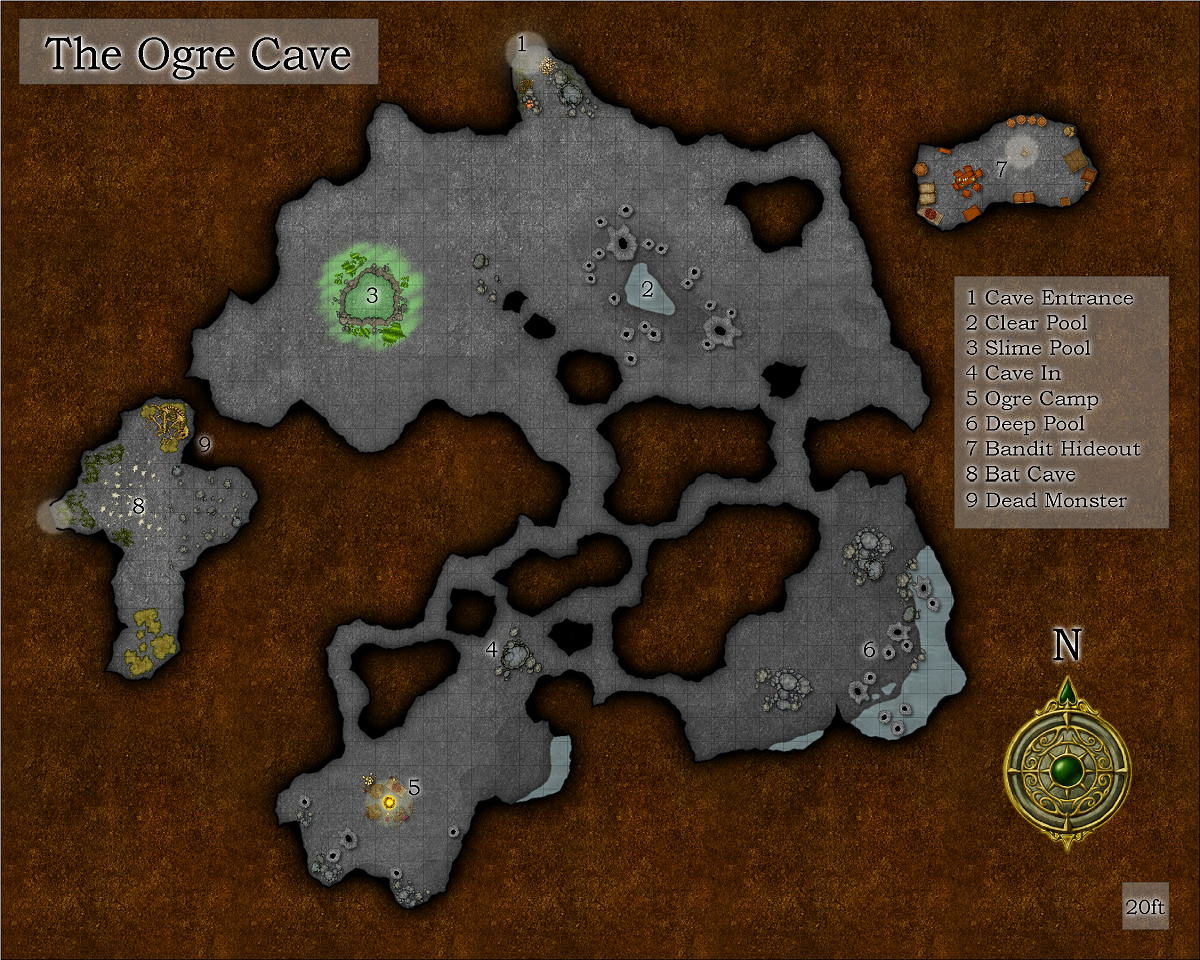 The Ogre Cave
1
7
3
2
1 Cave Entrance
2 Clear Pool
3 Slime Pool
4 Cave In
5 Ogre Camp
6 Deep Pool
7 Bandit Hideout
8 Bat Cave
9 Dead Monster
9
8
4
6
N
5
20ft